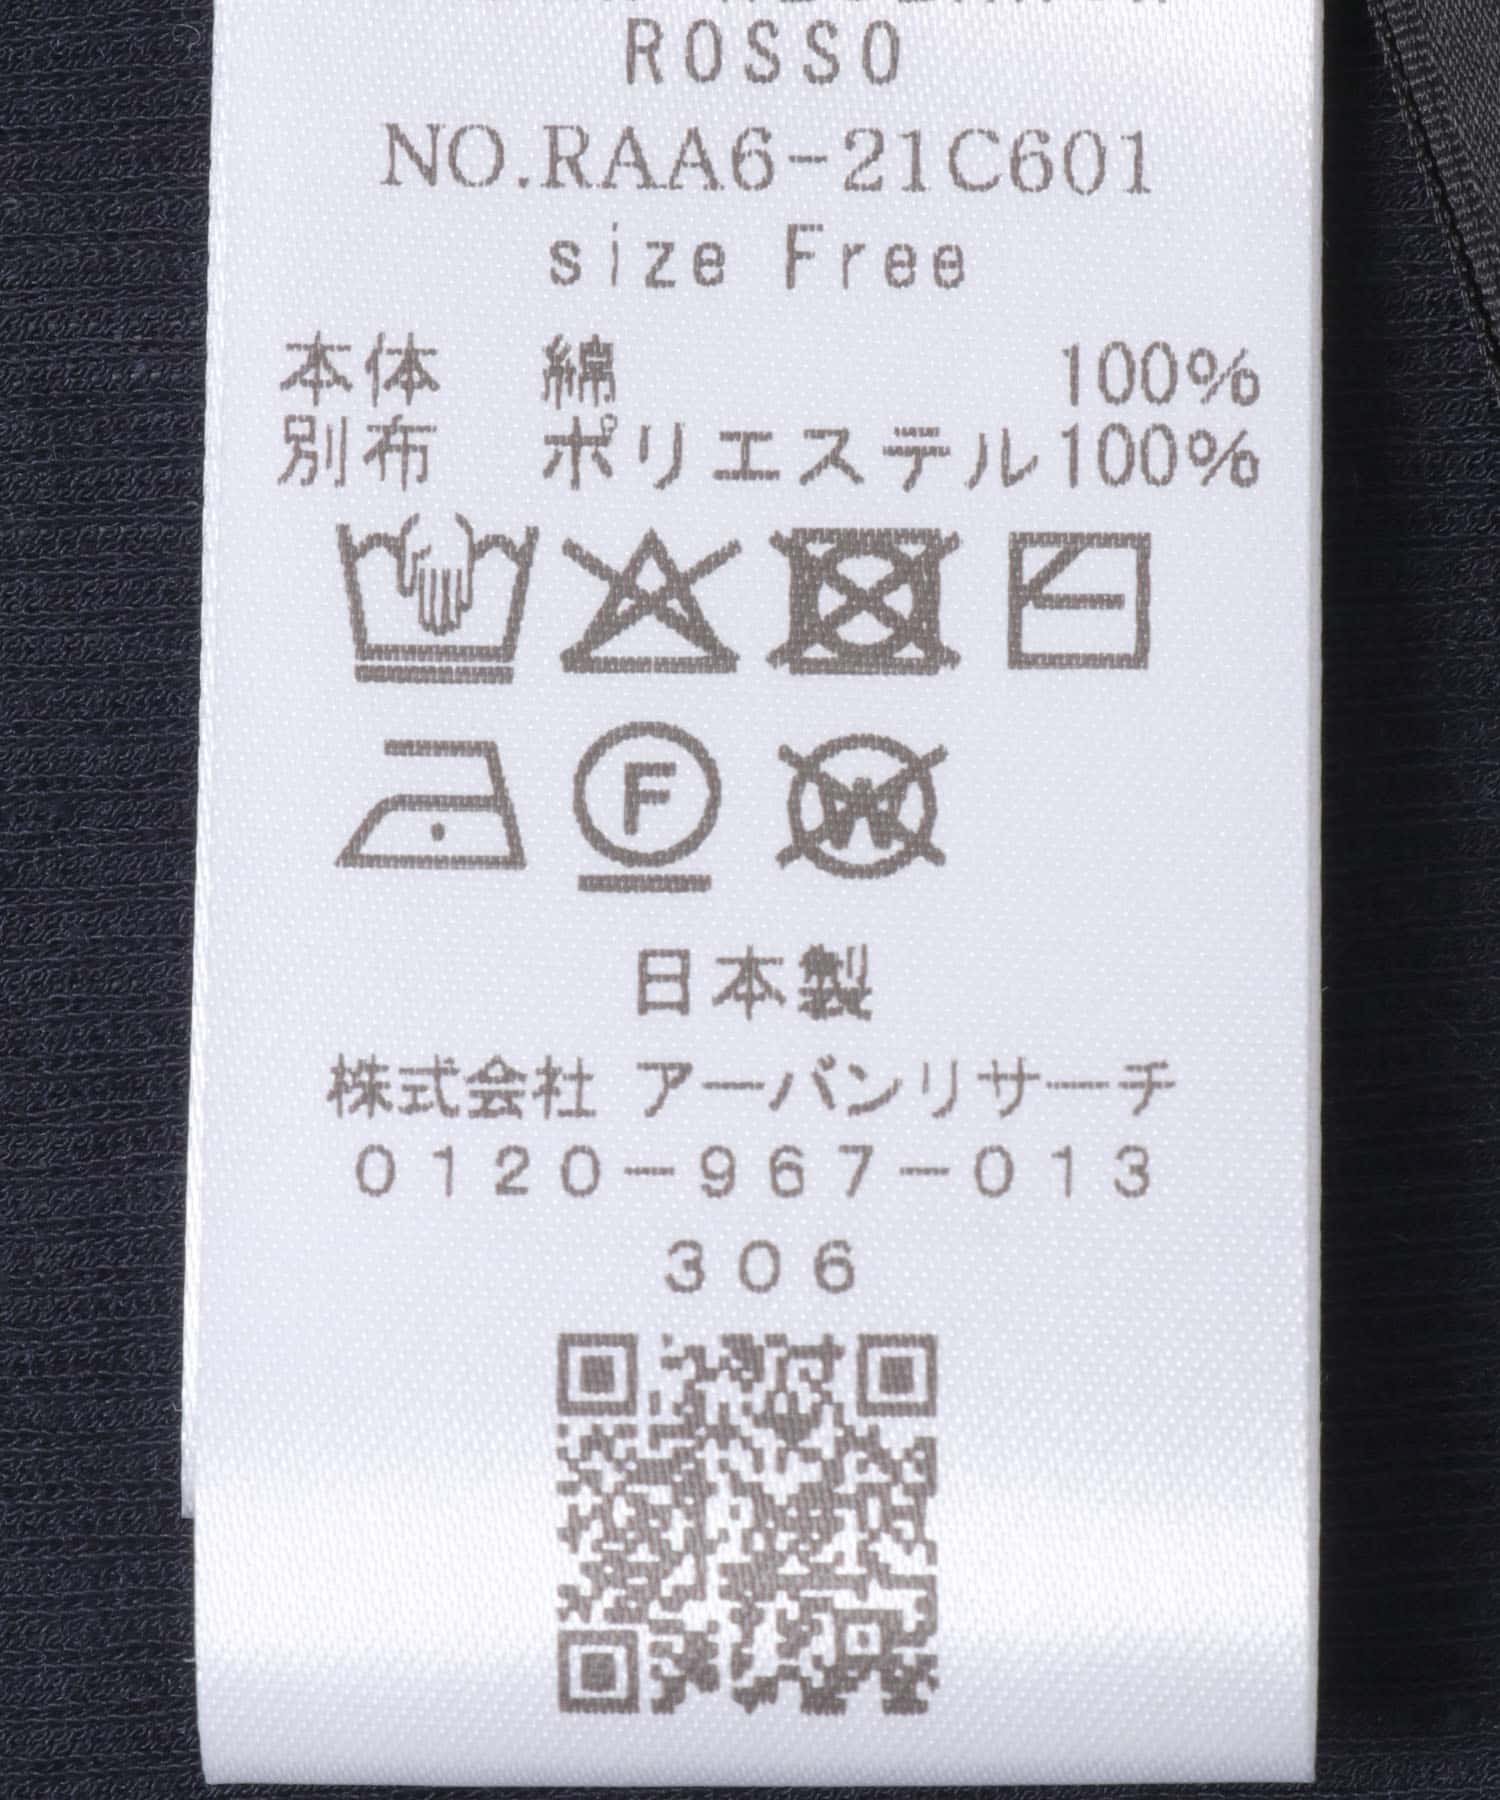 ROSSO
NO.RAA6-21C601
size Free
本体 綿 100%
別布 ポリエステル100%
F
W
日本製
株式会社 アーバンリサーチ
0120-967-013
306